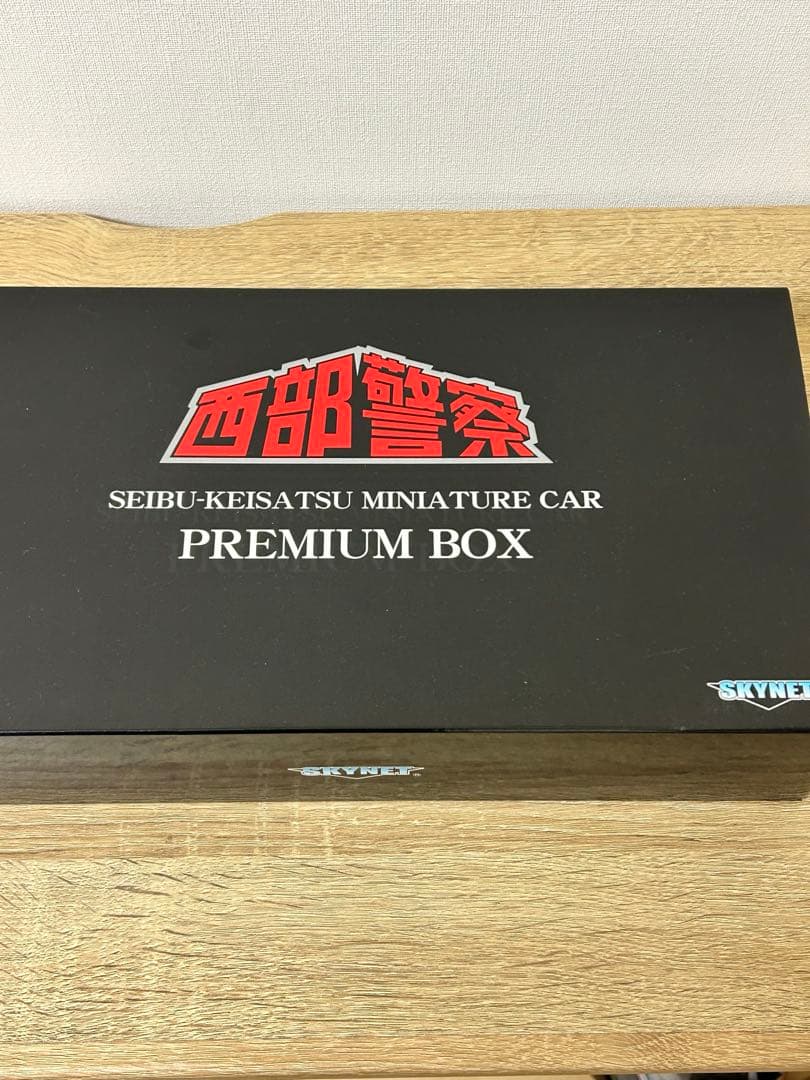 西部警察
SEIBU-KEISATSU MINIATURE CAR
PREMIUM BOX
SKYNET
SKYNET